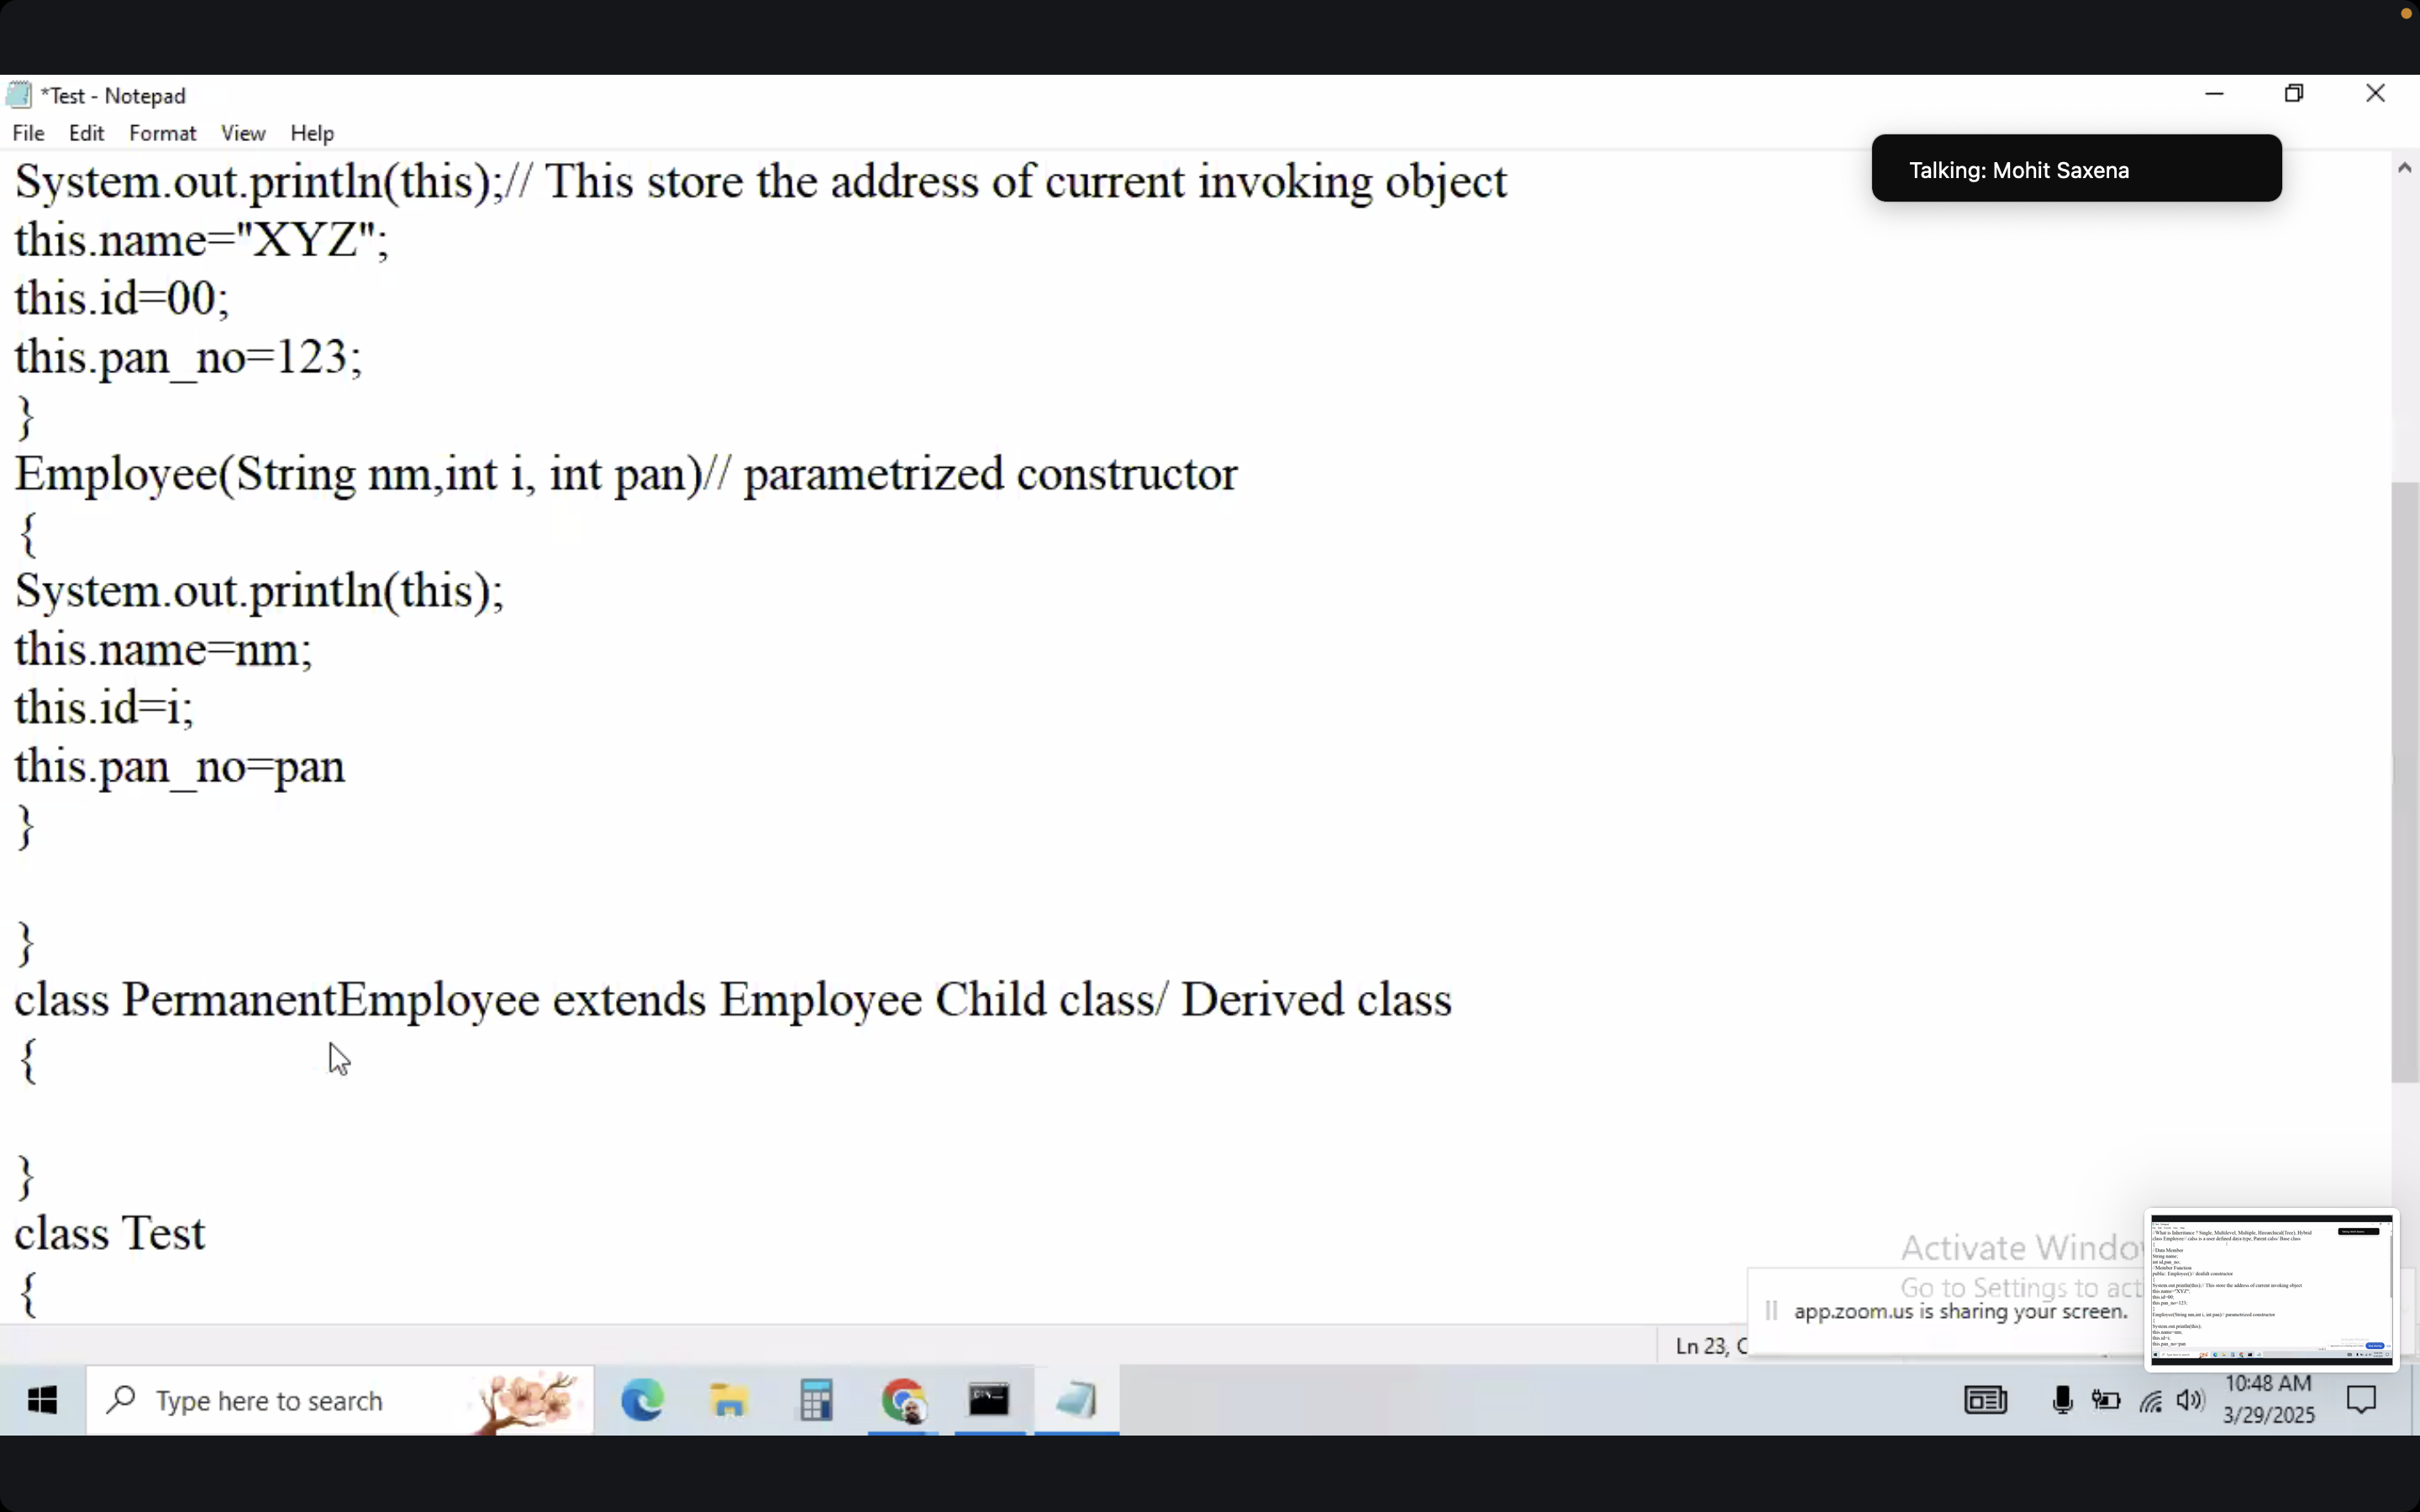 *Test - Notepad
File Edit Format View Help
Talking: Mohit Saxena
System.out.println(this);// This store the address of current invoking object
this.name="XYZ";
this.id=00;
this.pan_no=123;
}
Employee(String nm,int i, int pan)// parametrized constructor
{
System.out.println(this);
this.name=nm;
this.id=i;
this.pan_no=pan
}
}
class PermanentEmployee extends Employee Child class/ Derived class
{
}
class Test
{
Activate Windo
Go to Settings to act
app.zoom.us is sharing your screen.
Ln 23, C
Type here to search
10:48 AM
3/29/2025